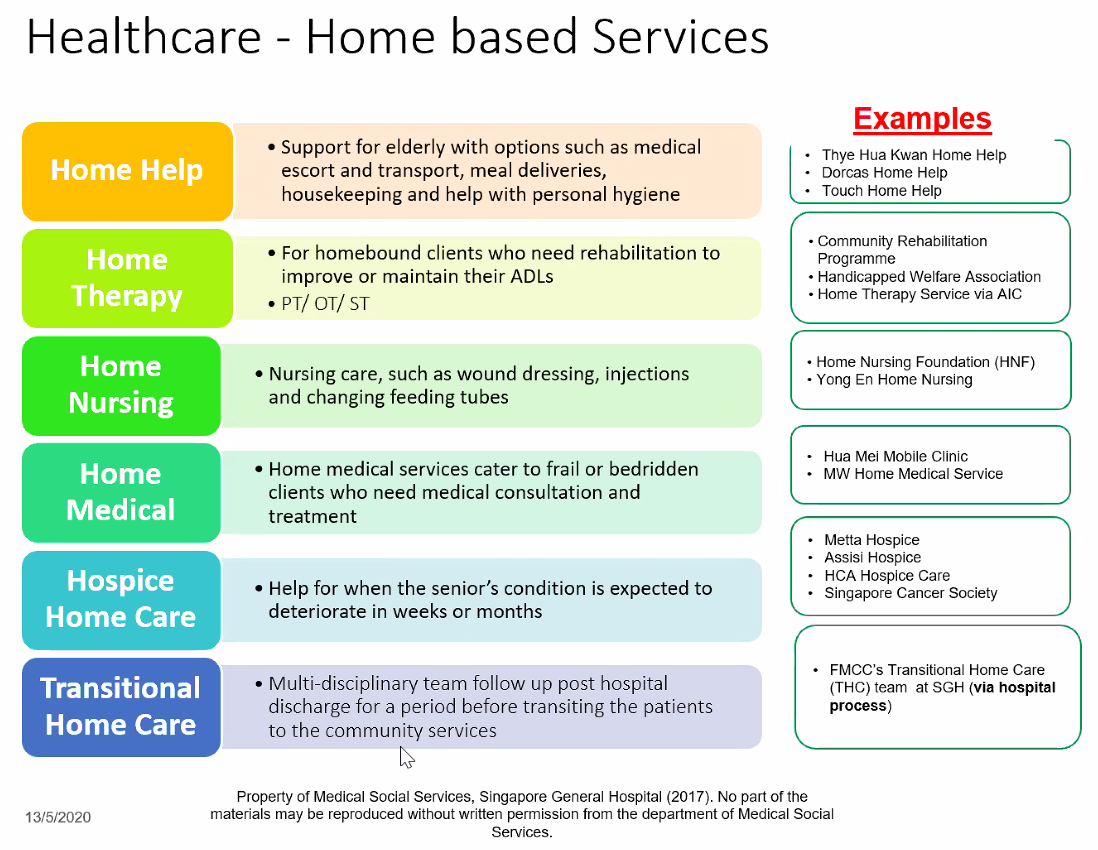 Healthcare - Home based Services
Examples
Home Help
• Support for elderly with options such as medical
escort and transport, meal deliveries,
housekeeping and help with personal hygiene
• Thye Hua Kwan Home Help
• Dorcas Home Help
• Touch Home Help
Home
Therapy
• For homebound clients who need rehabilitation to
improve or maintain their ADLs
• PT/ OT/ ST
• Community Rehabilitation
Programme
• Handicapped Welfare Association
• Home Therapy Service via AIC
Home
Nursing
• Nursing care, such as wound dressing, injections
and changing feeding tubes
• Home Nursing Foundation (HNF)
• Yong En Home Nursing
Home
Medical
• Home medical services cater to frail or bedridden
clients who need medical consultation and
treatment
• Hua Mei Mobile Clinic
• MW Home Medical Service
Hospice
Home Care
• Help for when the senior’s condition is expected to
deteriorate in weeks or months
• Metta Hospice
• Assisi Hospice
• HCA Hospice Care
• Singapore Cancer Society
Transitional
Home Care
• Multi-disciplinary team follow up post hospital
discharge for a period before transiting the patients
to the community services
• FMCC’s Transitional Home Care
(THC) team at SGH (via hospital
process)
13/5/2020
Property of Medical Social Services, Singapore General Hospital (2017). No part of the
materials may be reproduced without written permission from the department of Medical Social
Services.